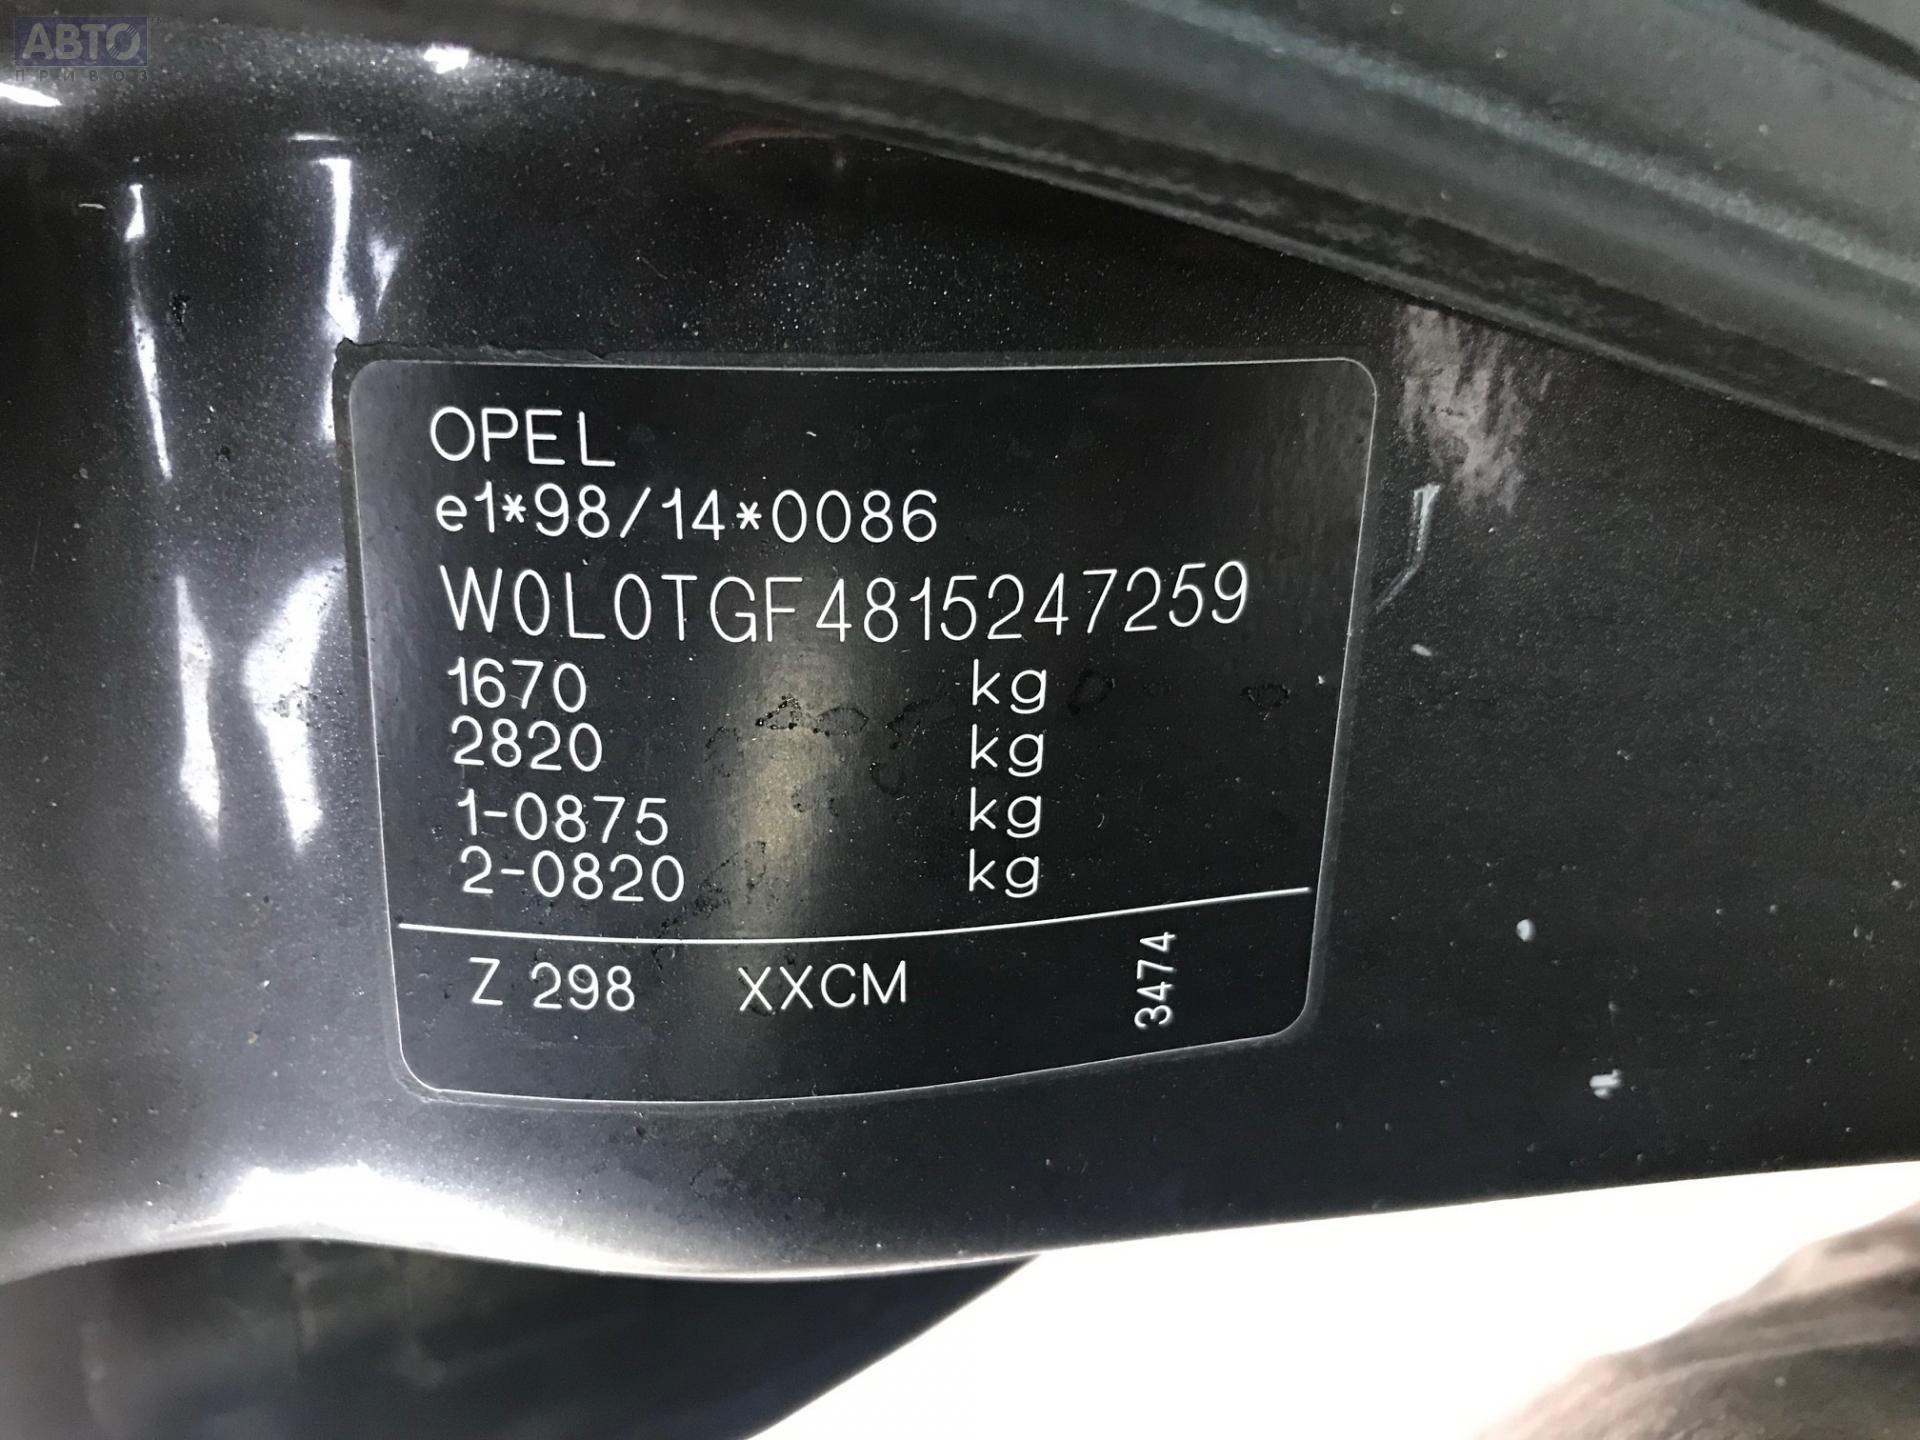 АВТО
ПРИВОЗ
OPEL
e1*98/14*0086
W0L0TGF4815247259
1670 kg
2820 kg
1-0875 kg
2-0820 kg
Z 298 XXCM 3474